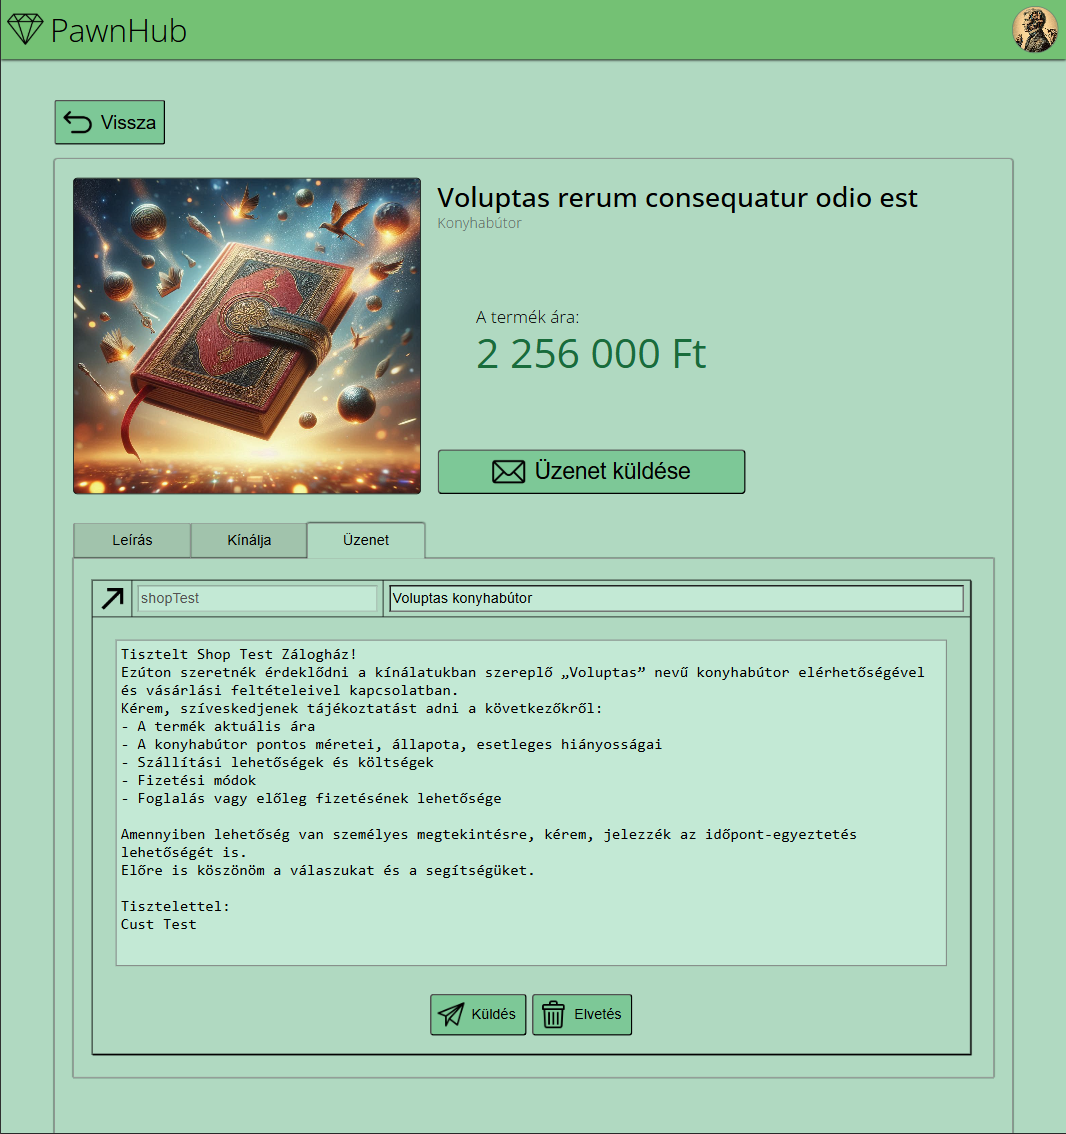 PawnHub
Vissza
Voluptas rerum consequatur odio est
Konyhabútor
A termék ára:
2 256 000 Ft
Üzenet küldése
Leírás
Kínálja
Üzenet
shopTest
Voluptas konyhabútor
Tisztelt Shop Test Zálogház!
Ezúton szeretnék érdeklődni a kínálatukban szereplő „Voluptas” nevű konyhabútor elérhetőségével
és vásárlási feltételeivel kapcsolatban.
Kérem, szíveskedjenek tájékoztatást adni a következőkről:
- A termék aktuális ára
- A konyhabútor pontos méretei, állapota, esetleges hiányosságai
- Szállítási lehetőségek és költségek
- Fizetési módok
- Foglalás vagy előleg fizetésének lehetősége
Amennyiben lehetőség van személyes megtekintésre, kérem, jelezzék az időpont-egyeztetés
lehetőségét is.
Előre is köszönöm a válaszukat és a segítségüket.
Tisztelettel:
Cust Test
Küldés
Elvetés